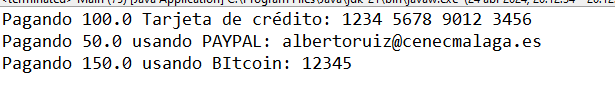 Pagando 100.0 Tarjeta de crédito: 1234 5678 9012 3456
Pagando 50.0 usando PAYPAL: albertoruiz@cenecmalaga.es
Pagando 150.0 usando BItcoin: 12345